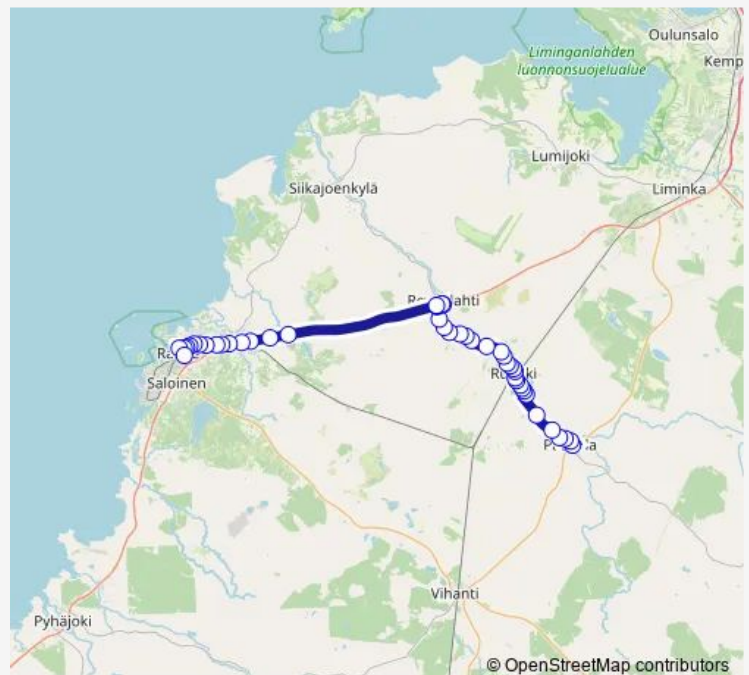 Oulunsalo
Liminganlahden
luonnonsuojelualue
Kemp
Lumijoki
Siikajoenkylä
Liminka
Saloinen
Vihanti
Pyhäjoki
© OpenStreetMap contributors